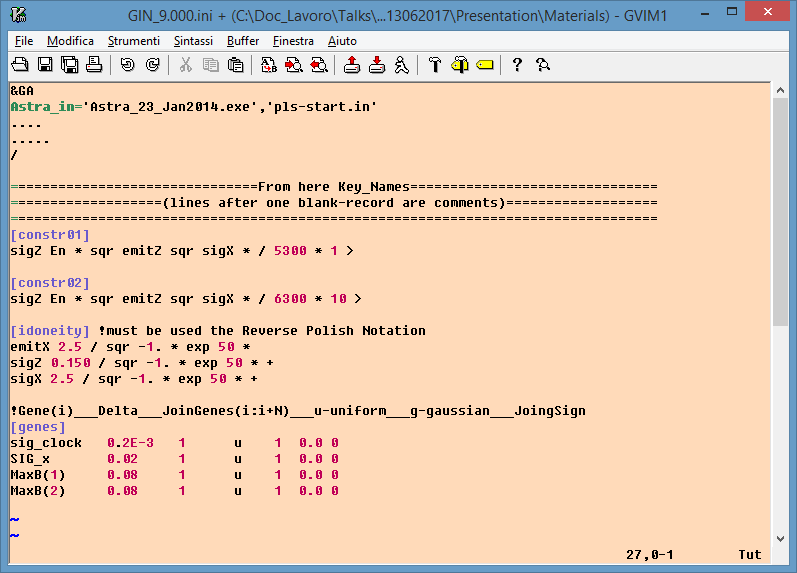 GIN_9.000.ini + (C:\Doc_Lavoro\Talks\...13062017\Presentation\Materials) - GVIM1
File Modifica Strumenti Sintassi Buffer Finestra Aiuto
&GA
Astra_in='Astra_23_Jan2014.exe','pls-start.in'
....
.....
/
===============================From here Key_Names===============================
===================(lines after one blank-record are comments)===================
=================================================================================
[constr01]
sigZ En * sqr emitZ sqr sigX * / 5300 * 1 >
[constr02]
sigZ En * sqr emitZ sqr sigX * / 6300 * 10 >
[idoneity] !must be used the Reverse Polish Notation
emitX 2.5 / sqr -1. * exp 50 *
sigZ 0.150 / sqr -1. * exp 50 * +
sigX 2.5 / sqr -1. * exp 50 * +
!Gene(i)___Delta___JoinGenes(i:i+N)___u-uniform___g-gaussian___JoingSign
[genes]
sig_clock 0.2E-3 1 u 1 0.0 0
SIG_x 0.02 1 u 1 0.0 0
MaxB(1) 0.08 1 u 1 0.0 0
MaxB(2) 0.08 1 u 1 0.0 0
~
~
27,0-1 Tut